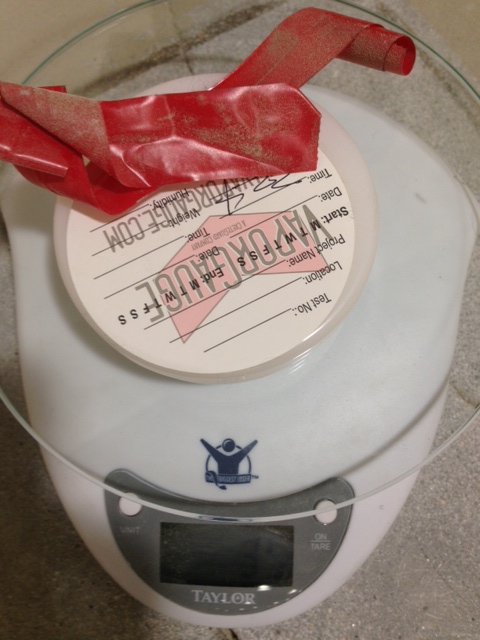 Test No.:
Location:
Project Name:
Start: M T W T F S S End: M T W T F S S
Date: Date:
Time: Time:
Weight:
Humidity:
VAPORGAUGE
VAPORGAUGE.COM
UNIT
ON
TARE
TAYLOR